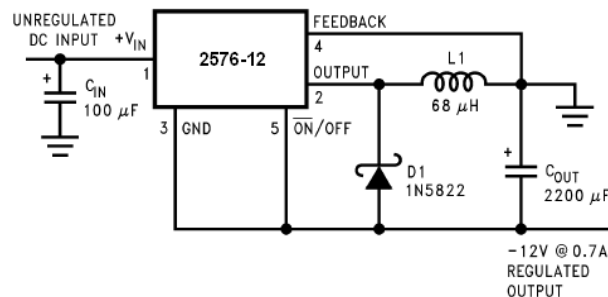 UNREGULATED
DC INPUT
+VIN
1
CIN
100 μF
2576-12
FEEDBACK
4
OUTPUT
2
3 GND
5 ON/OFF
L1
68 μH
D1
1N5822
COUT
2200 μF
-12V @ 0.7A
REGULATED
OUTPUT